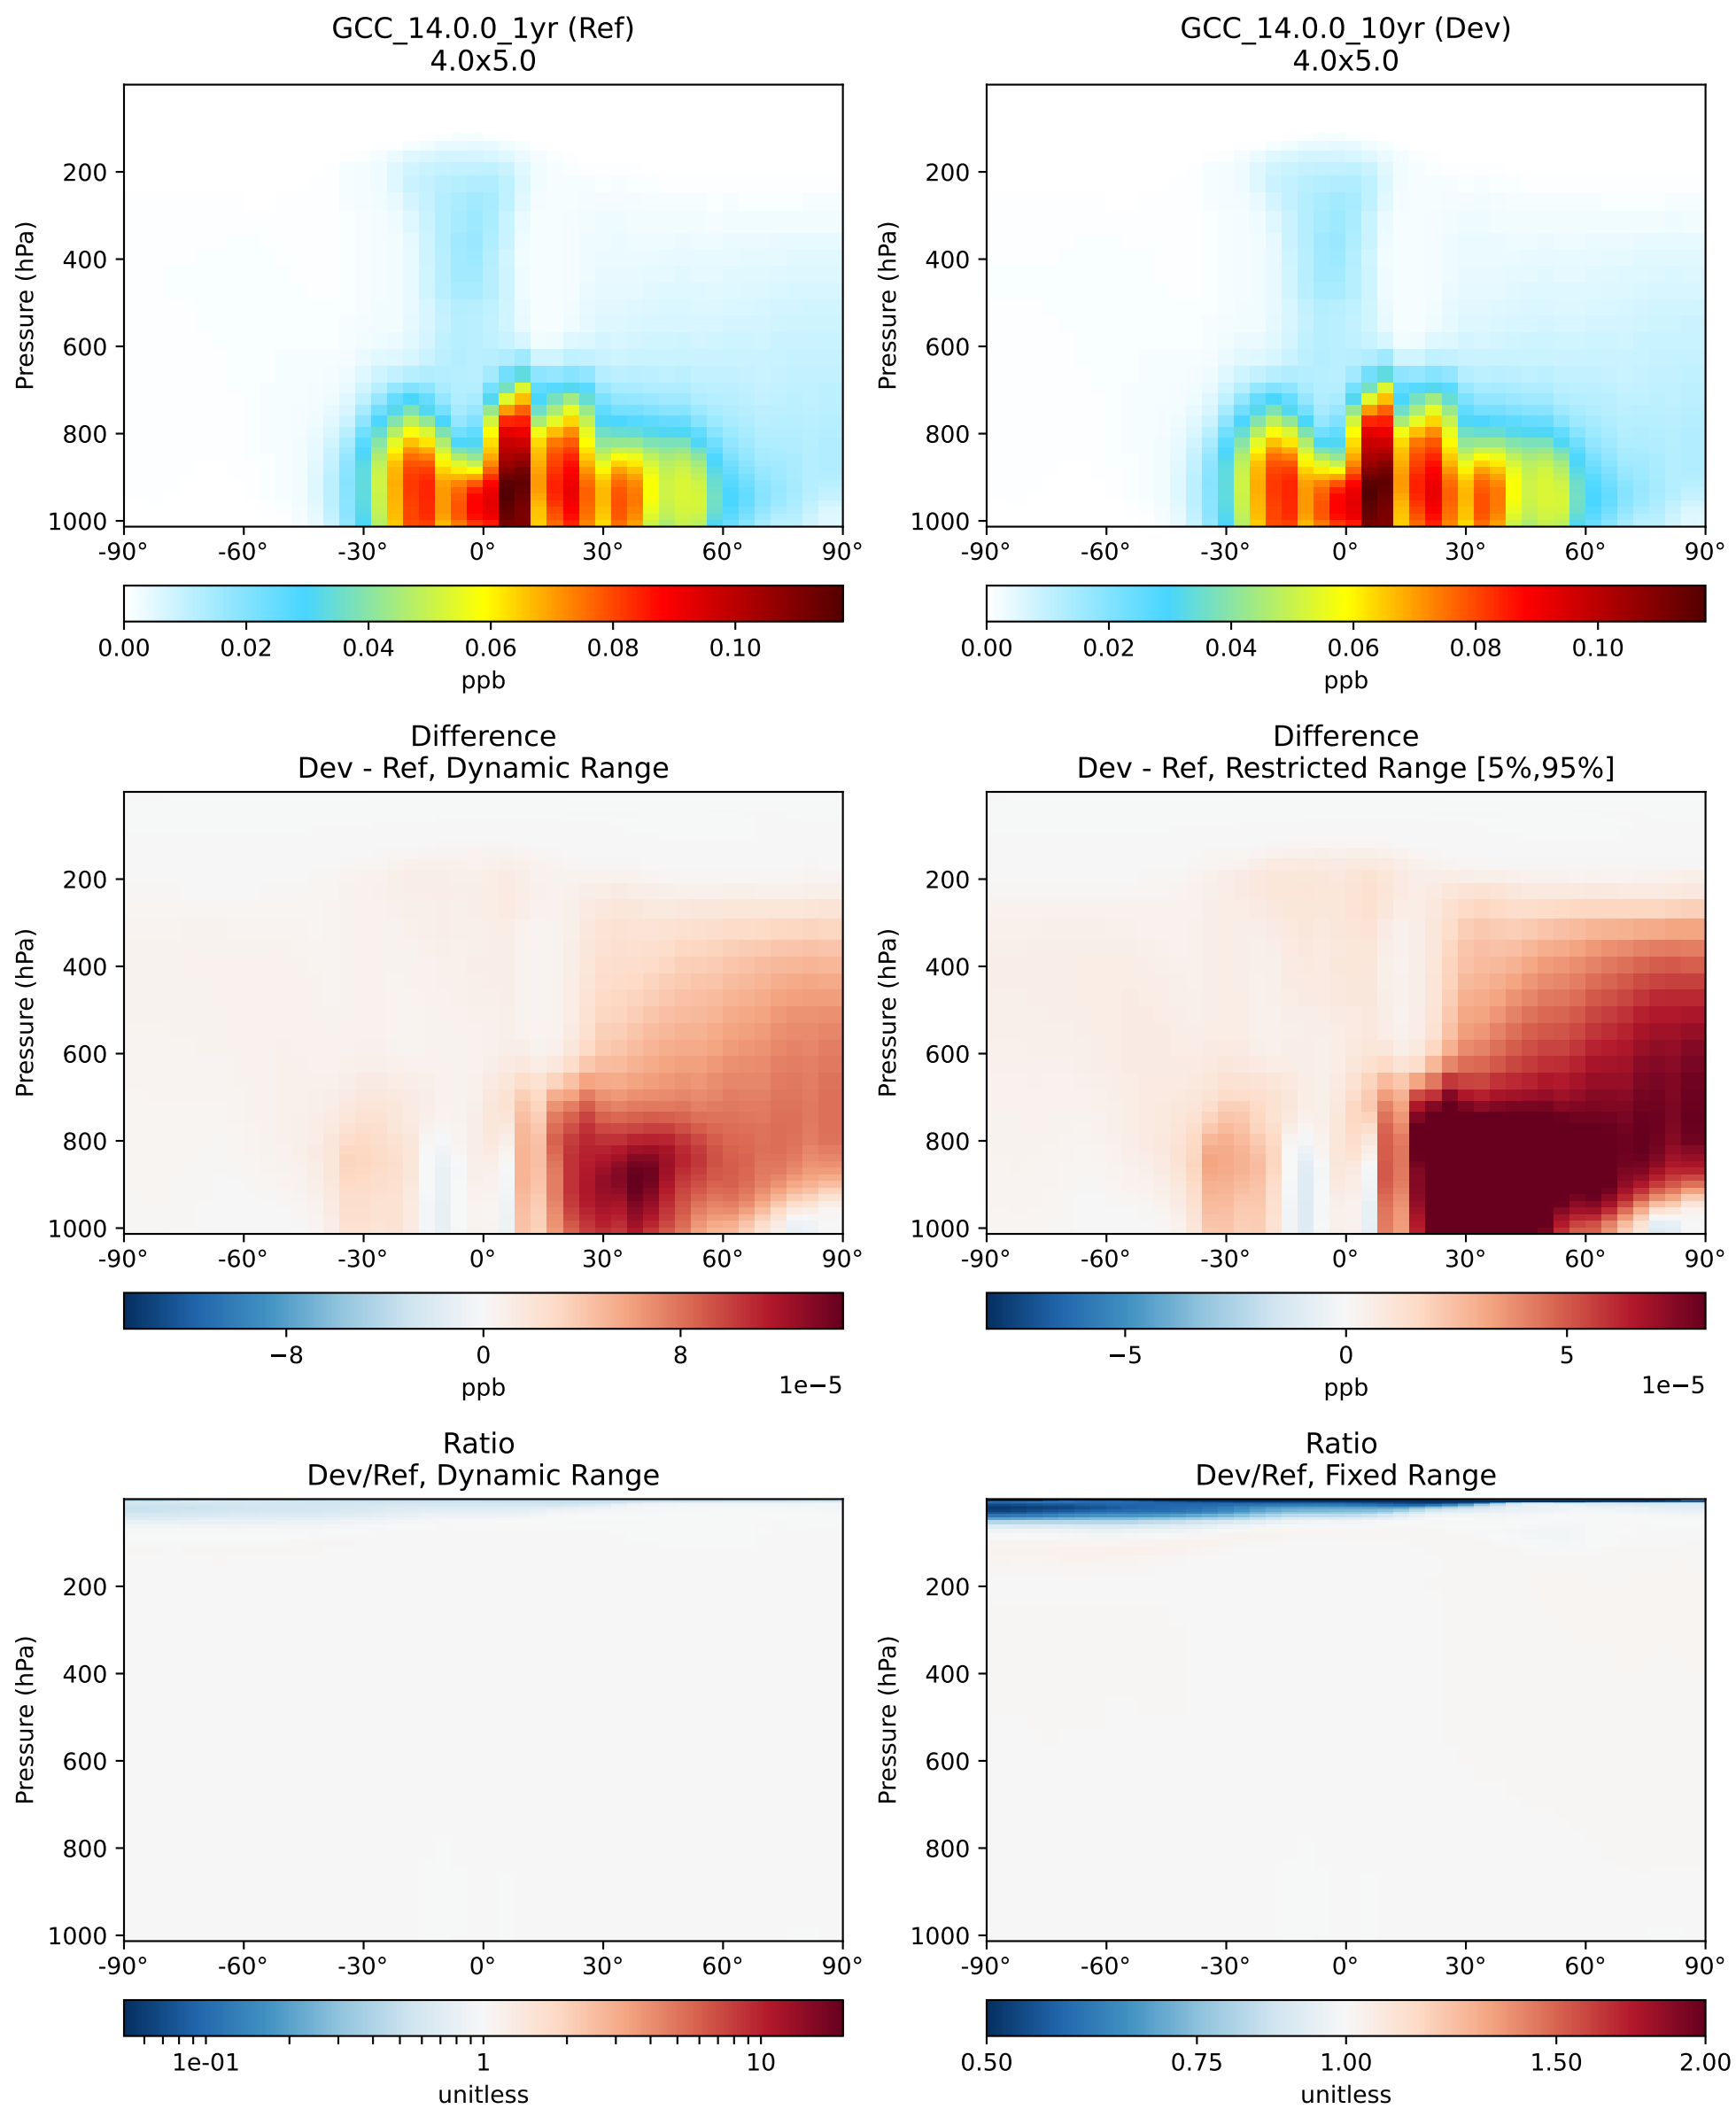 GCC_14.0.0_1yr (Ref)
4.0x5.0
Pressure (hPa)
200
400
600
800
1000
-90° -60° -30° 0° 30° 60° 90°
0.00 0.02 0.04 0.06 0.08 0.10
ppb
GCC_14.0.0_10yr (Dev)
4.0x5.0
Pressure (hPa)
200
400
600
800
1000
-90° -60° -30° 0° 30° 60° 90°
0.00 0.02 0.04 0.06 0.08 0.10
ppb
Difference
Dev - Ref, Dynamic Range
Pressure (hPa)
200
400
600
800
1000
-90° -60° -30° 0° 30° 60° 90°
−8 0 8
ppb
1e−5
Difference
Dev - Ref, Restricted Range [5%,95%]
Pressure (hPa)
200
400
600
800
1000
-90° -60° -30° 0° 30° 60° 90°
−5 0 5
ppb
1e−5
Ratio
Dev/Ref, Dynamic Range
Pressure (hPa)
200
400
600
800
1000
-90° -60° -30° 0° 30° 60° 90°
1e-01 1 10
unitless
Ratio
Dev/Ref, Fixed Range
Pressure (hPa)
200
400
600
800
1000
-90° -60° -30° 0° 30° 60° 90°
0.50 0.75 1.00 1.50 2.00
unitless